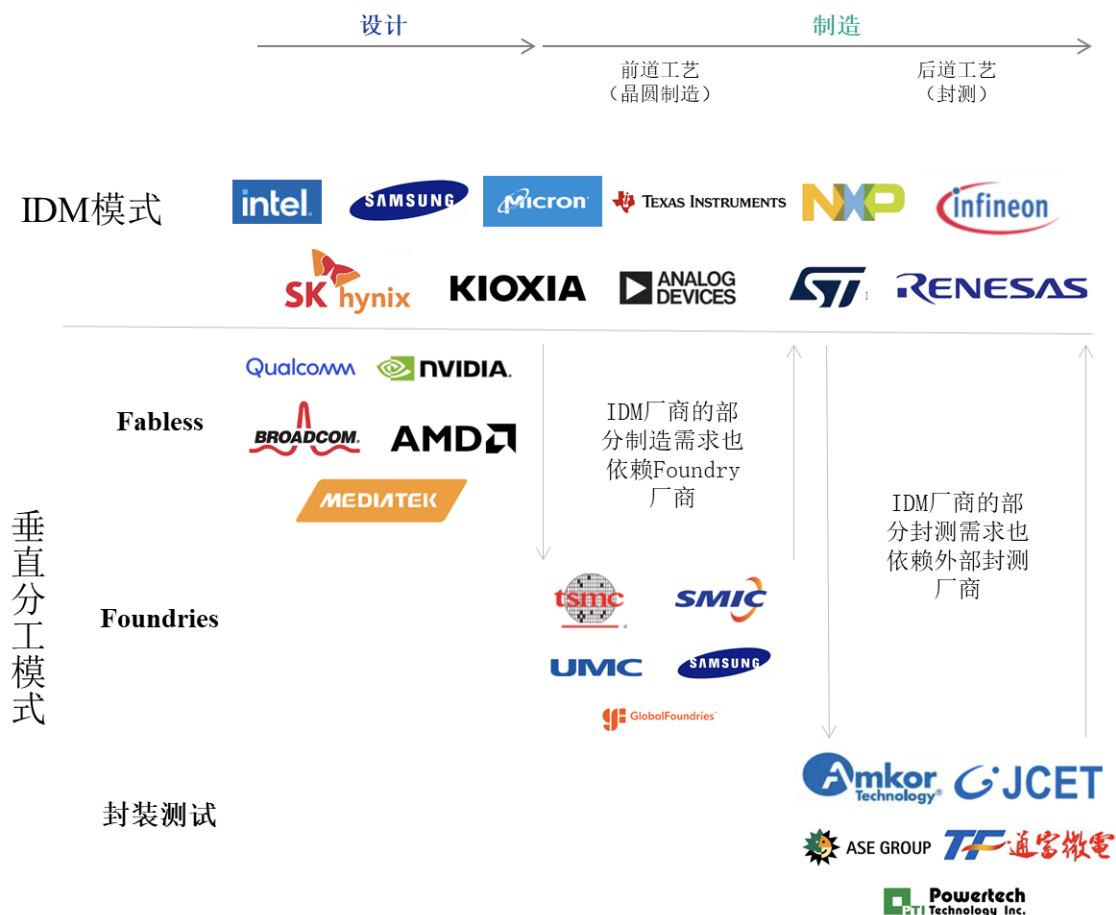 设计
制造
前道工艺
（晶圆制造）
后道工艺
（封测）
IDM模式
intel.
SAMSUNG
Micron
TEXAS INSTRUMENTS
NXP
infineon
SK hynix
KIOXIA
ANALOG
DEVICES
ST
RENESAS
垂直分工模式
Fabless
Qualcomm
NVIDIA.
BROADCOM.
AMD
MEDIATEK
IDM厂商的部
分制造需求也
依赖Foundry
厂商
IDM厂商的部
分封测需求也
依赖外部封测
厂商
Foundries
tsmc
SMIC
UMC
SAMSUNG
GF GlobalFoundries™
封装测试
Amkor
Technology®
JCET
ASE GROUP
TF 通富微電
PTI Powertech
Technology Inc.